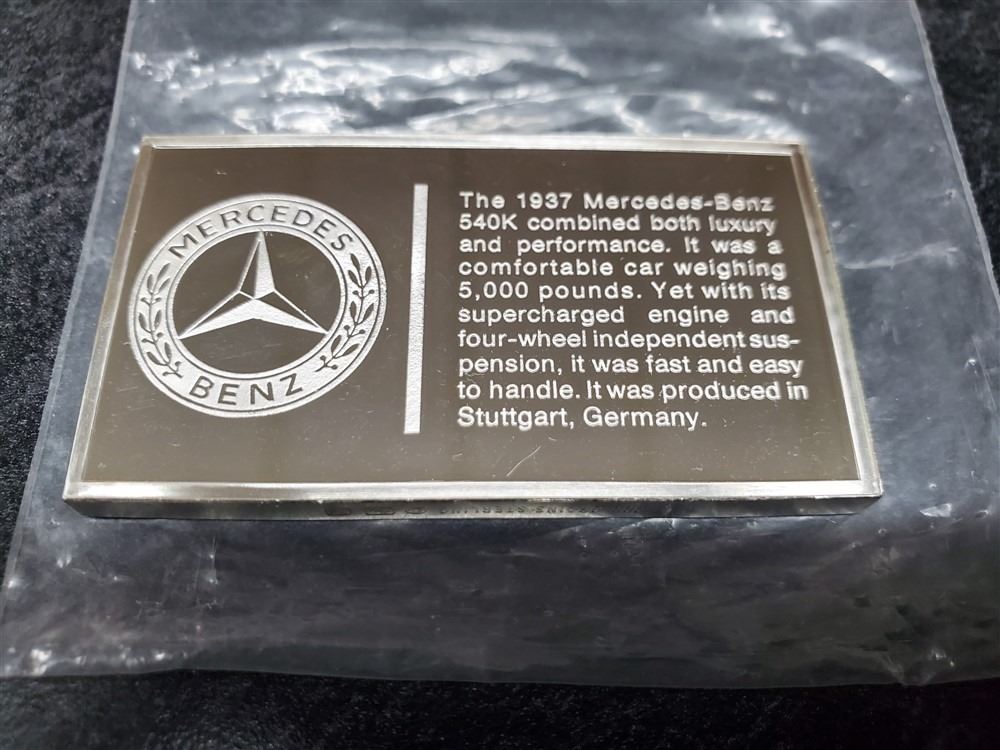 MERCEDES
BENZ
The 1937 Mercedes-Benz
540K combined both luxury
and performance. It was a
comfortable car weighing
5,000 pounds. Yet with its
supercharged engine and
four-wheel independent sus-
pension, it was fast and easy
to handle. It was produced in
Stuttgart, Germany.